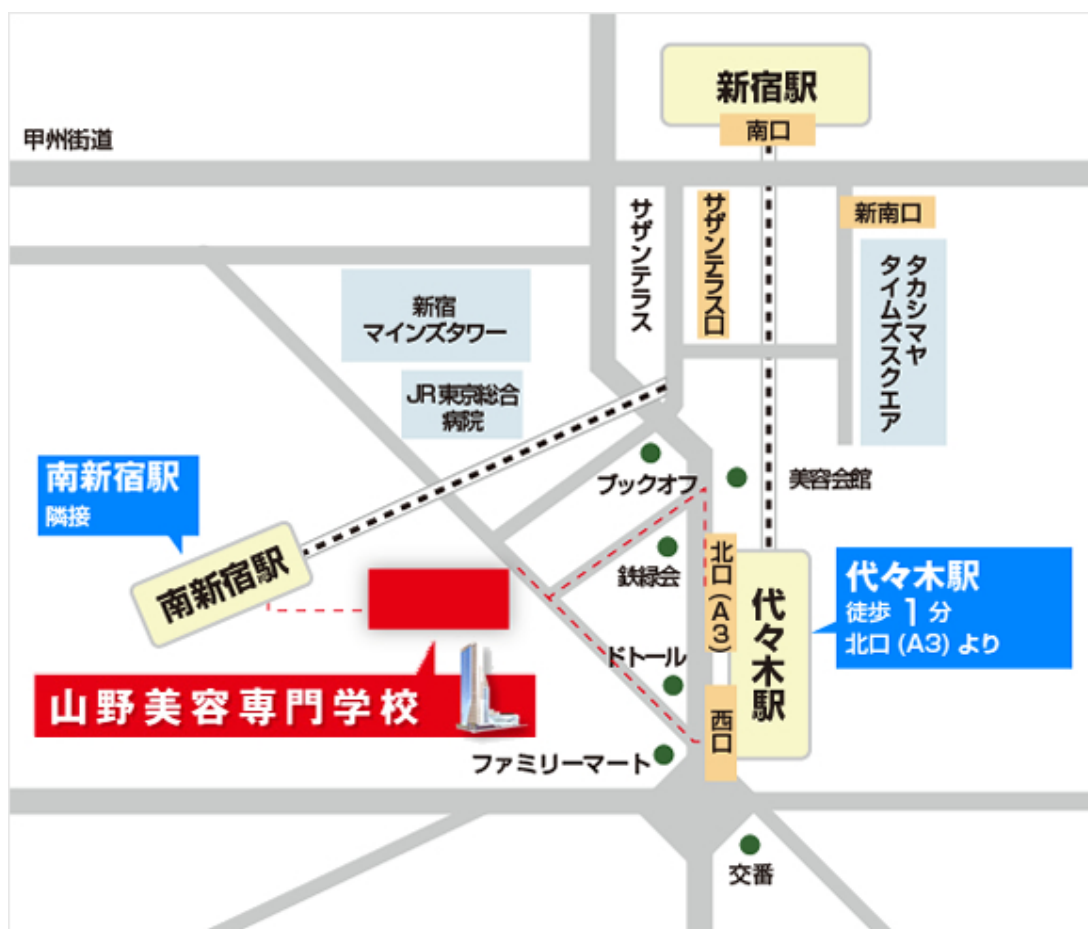 新宿駅
南口
甲州街道
サザンテラス
サザンテラス口
新南口
タカシマヤ
タイムズスクエア
新宿
マインズタワー
JR東京総合
病院
南新宿駅
隣接
南新宿駅
ブックオフ
美容会館
鉄緑会
北口(A3)
代々木駅
代々木駅
徒歩 1 分
北口 (A3) より
ドトール
山野美容専門学校
西口
ファミリーマート
交番